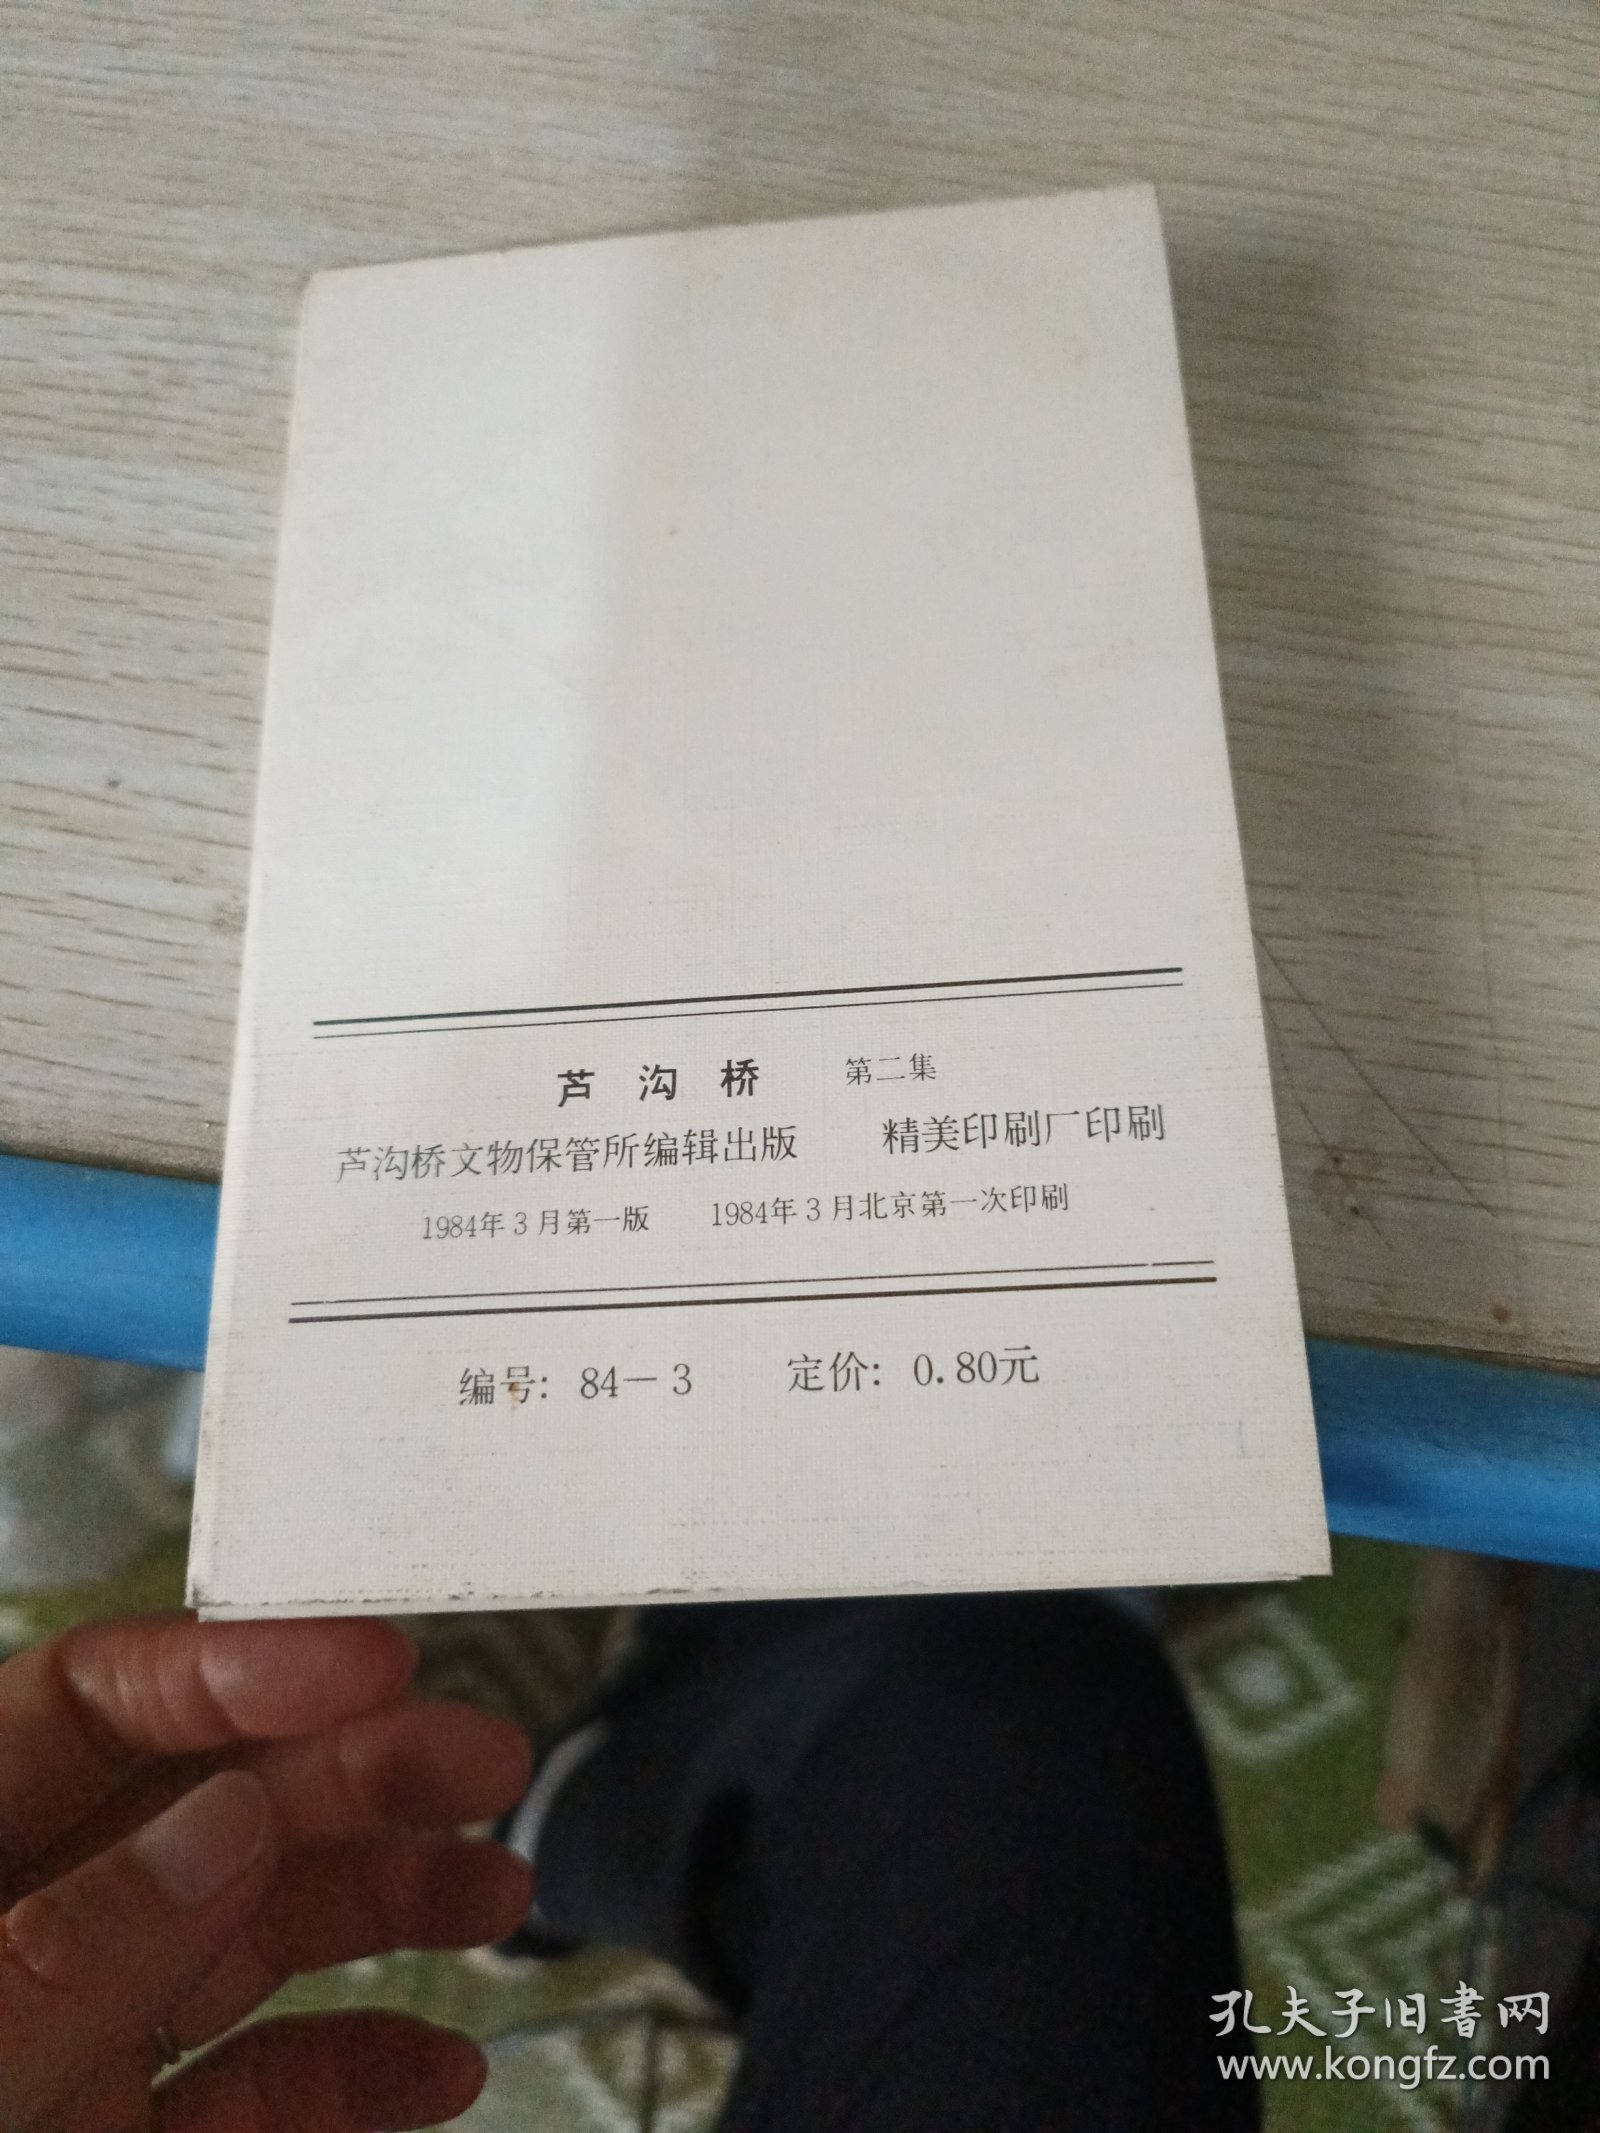 芦沟桥 第二集
芦沟桥文物保管所编辑出版 精美印刷厂印刷
1984年3月第一版 1984年3月北京第一次印刷
编号：84－3 定价：0.80元
孔夫子旧书网
www.kongfz.com